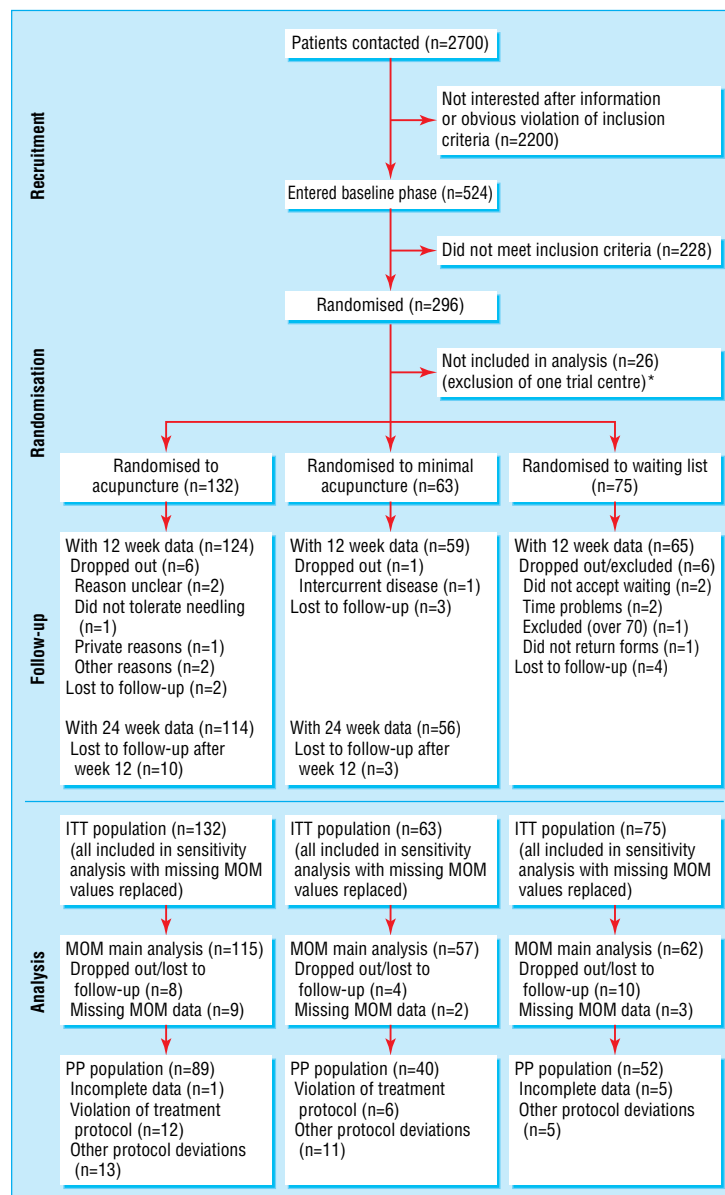 Patients contacted (n=2700)
Not interested after information
or obvious violation of inclusion
criteria (n=2200)
Recruitment
Entered baseline phase (n=524)
Did not meet inclusion criteria (n=228)
Randomised (n=296)
Not included in analysis (n=26)
(exclusion of one trial centre)*
Randomisation
Randomised to
acupuncture (n=132)
Randomised to minimal
acupuncture (n=63)
Randomised to waiting list
(n=75)
Follow-up
With 12 week data (n=124)
Dropped out (n=6)
Reason unclear (n=2)
Did not tolerate needling
(n=1)
Private reasons (n=1)
Other reasons (n=2)
Lost to follow-up (n=2)
With 24 week data (n=114)
Lost to follow-up after
week 12 (n=10)
With 12 week data (n=59)
Dropped out (n=1)
Intercurrent disease (n=1)
Lost to follow-up (n=3)
With 24 week data (n=56)
Lost to follow-up after
week 12 (n=3)
With 12 week data (n=65)
Dropped out/excluded (n=6)
Did not accept waiting (n=2)
Time problems (n=2)
Excluded (over 70) (n=1)
Did not return forms (n=1)
Lost to follow-up (n=4)
Analysis
ITT population (n=132)
(all included in sensitivity
analysis with missing MOM
values replaced)
ITT population (n=63)
(all included in sensitivity
analysis with missing MOM
values replaced)
ITT population (n=75)
(all included in sensitivity
analysis with missing MOM
values replaced)
MOM main analysis (n=115)
Dropped out/lost to
follow-up (n=8)
Missing MOM data (n=9)
MOM main analysis (n=57)
Dropped out/lost to
follow-up (n=4)
Missing MOM data (n=2)
MOM main analysis (n=62)
Dropped out/lost to
follow-up (n=10)
Missing MOM data (n=3)
PP population (n=89)
Incomplete data (n=1)
Violation of treatment
protocol (n=12)
Other protocol deviations
(n=13)
PP population (n=40)
Violation of treatment
protocol (n=6)
Other protocol deviations
(n=11)
PP population (n=52)
Incomplete data (n=5)
Other protocol deviations
(n=5)